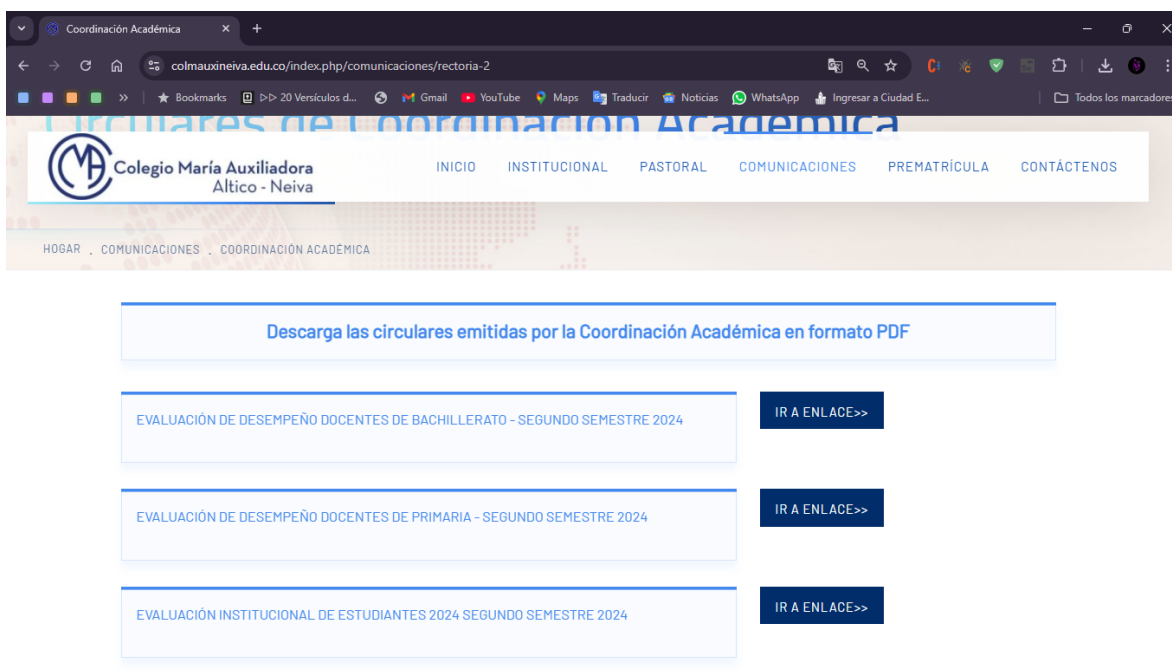 Coordinación Académica
colmauxineiva.edu.co/index.php/comunicaciones/rectoria-2
Bookmarks
▷▷ 20 Versículos d...
Gmail
YouTube
Maps
Traducir
Noticias
WhatsApp
Ingresar a Ciudad E...
Todos los marcadores
Circulares de Coordinación Académica
Colegio María Auxiliadora
Altico - Neiva
INICIO
INSTITUCIONAL
PASTORAL
COMUNICACIONES
PREMATRÍCULA
CONTÁCTENOS
HOGAR . COMUNICACIONES . COORDINACIÓN ACADÉMICA
Descarga las circulares emitidas por la Coordinación Académica en formato PDF
EVALUACIÓN DE DESEMPEÑO DOCENTES DE BACHILLERATO - SEGUNDO SEMESTRE 2024
IR A ENLACE>>
EVALUACIÓN DE DESEMPEÑO DOCENTES DE PRIMARIA - SEGUNDO SEMESTRE 2024
IR A ENLACE>>
EVALUACIÓN INSTITUCIONAL DE ESTUDIANTES 2024 SEGUNDO SEMESTRE 2024
IR A ENLACE>>